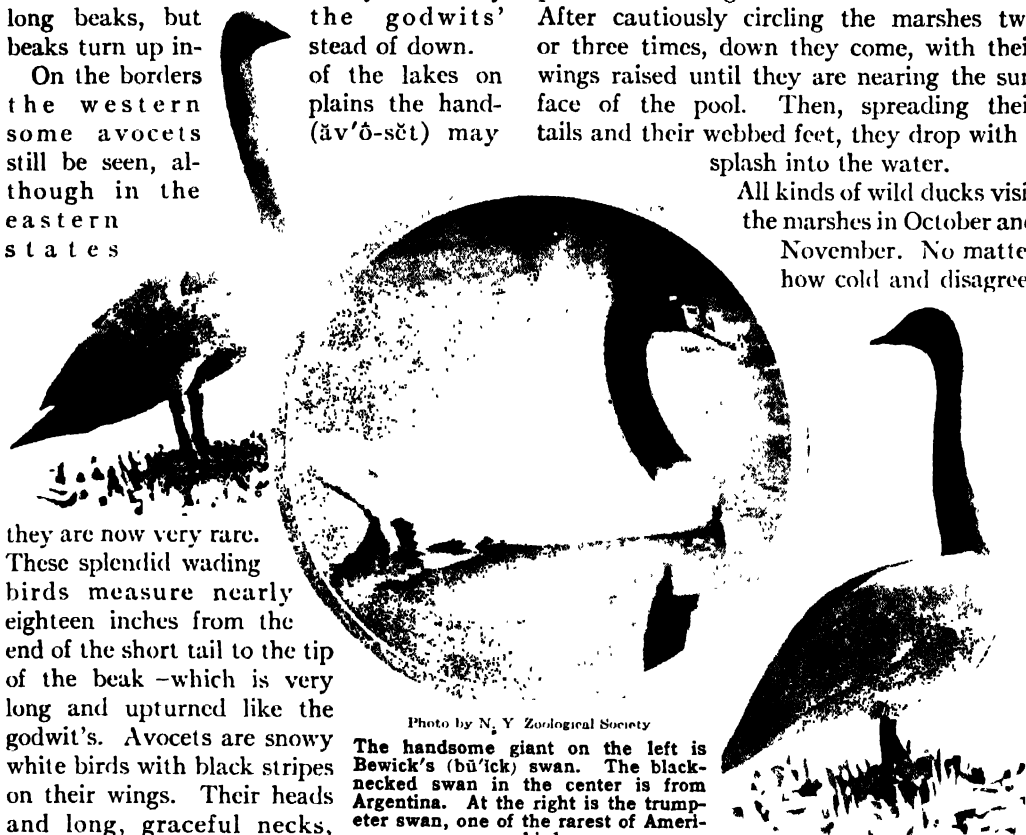 long beaks, but the godwits'
beaks turn up in- stead of down.
On the borders of the lakes on
the western plains the hand-
some avocets (ăv'ô-sĕt) may
still be seen, al-
though in the
eastern
states
they are now very rare.
These splendid wading
birds measure nearly
eighteen inches from the
end of the short tail to the tip
of the beak –which is very
long and upturned like the
godwit's. Avocets are snowy
white birds with black stripes
on their wings. Their heads
and long, graceful necks,
Photo by N. Y Zoological Society
The handsome giant on the left is
Bewick's (bū'ĭck) swan. The black-
necked swan in the center is from
Argentina. At the right is the trump-
eter swan, one of the rarest of Ameri-
After cautiously circling the marshes tw
or three times, down they come, with thei
wings raised until they are nearing the sur
face of the pool. Then, spreading thei
tails and their webbed feet, they drop with
splash into the water.
All kinds of wild ducks visi
the marshes in October and
November. No matte
how cold and disagree